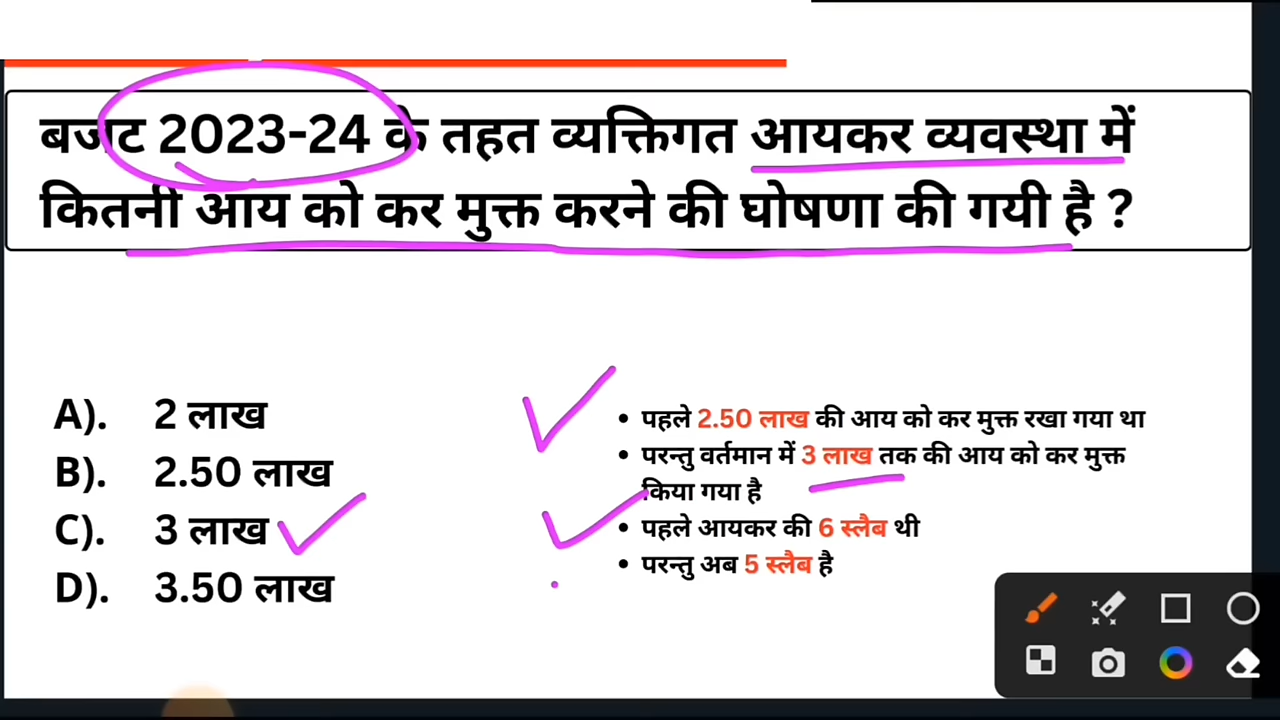 बजट 2023-24 के तहत व्यक्तिगत आयकर व्यवस्था में
कितनी आय को कर मुक्त करने की घोषणा की गयी है ?
A). 2 लाख
B). 2.50 लाख
C). 3 लाख
D). 3.50 लाख
• पहले 2.50 लाख की आय को कर मुक्त रखा गया था
• परन्तु वर्तमान में 3 लाख तक की आय को कर मुक्त
किया गया है
• पहले आयकर की 6 स्लैब थी
• परन्तु अब 5 स्लैब है